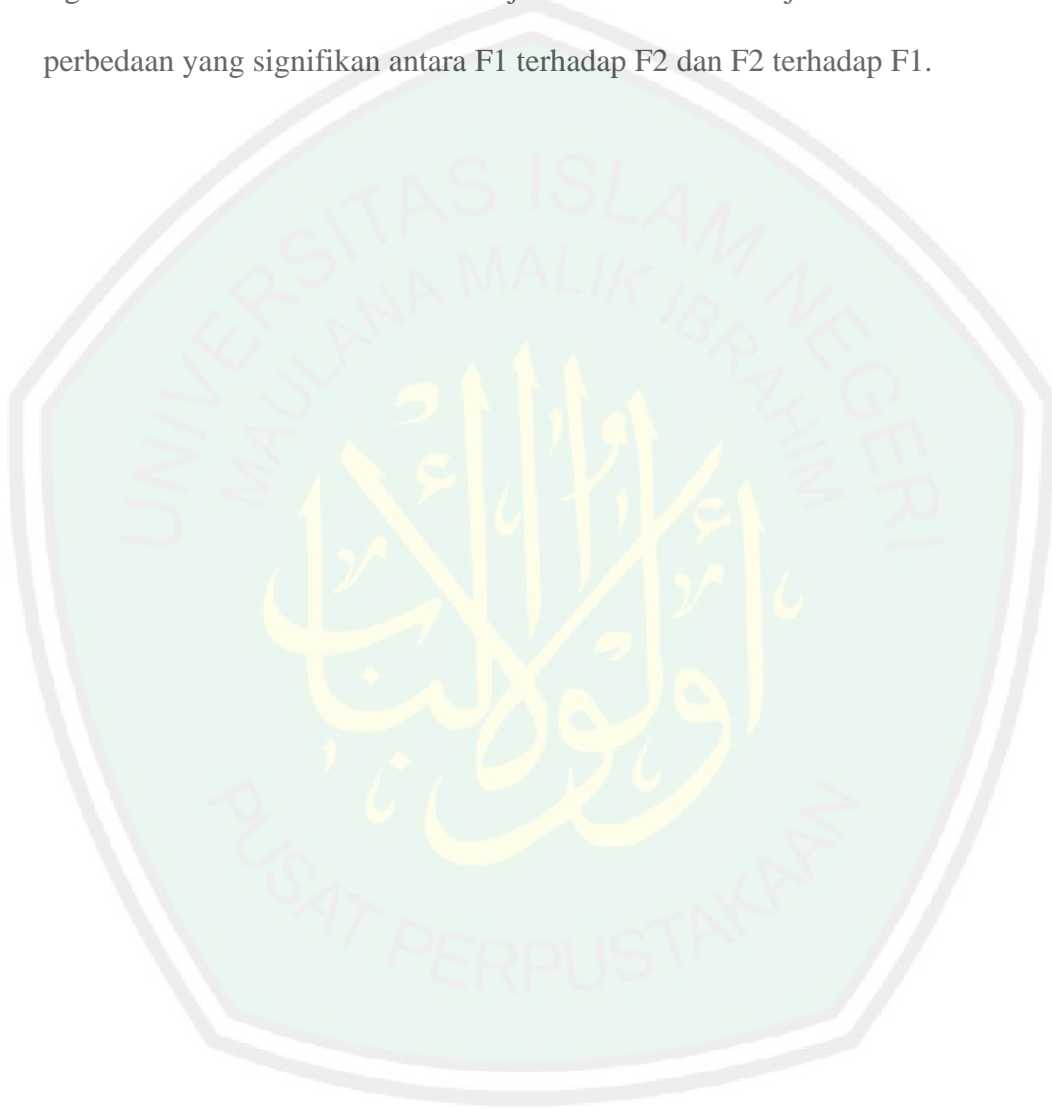 perbedaan yang signifikan antara F1 terhadap F2 dan F2 terhadap F1.
UNIVERSITAS ISLAM NEGERI
MAULANA MALIK IBRAHIM
أولو الألباب
PUSAT PERPUSTAKAAN